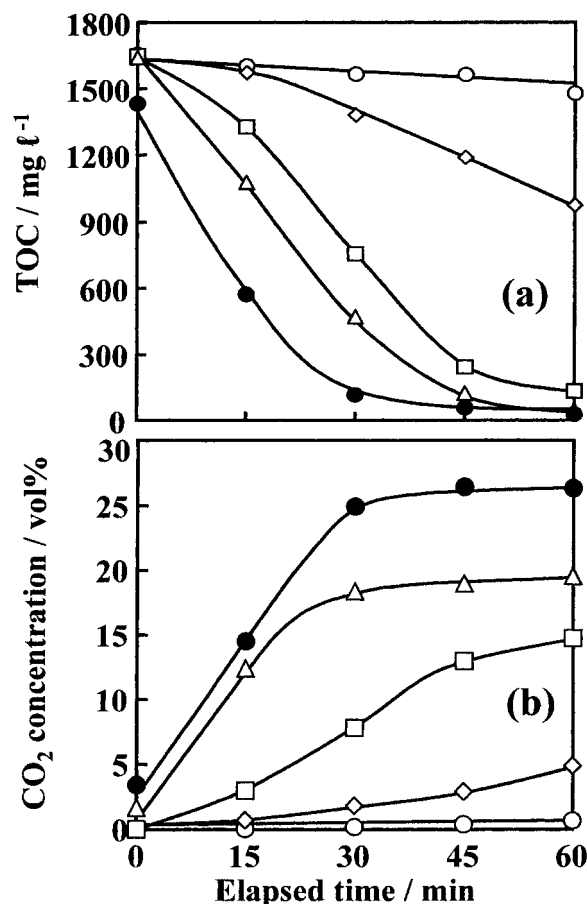 1800
1500
1200
900
600
300
0
TOC / mg ℓ⁻¹
(a)
30
25
20
15
10
5
0
CO₂ concentration / vol%
(b)
0 15 30 45 60
Elapsed time / min